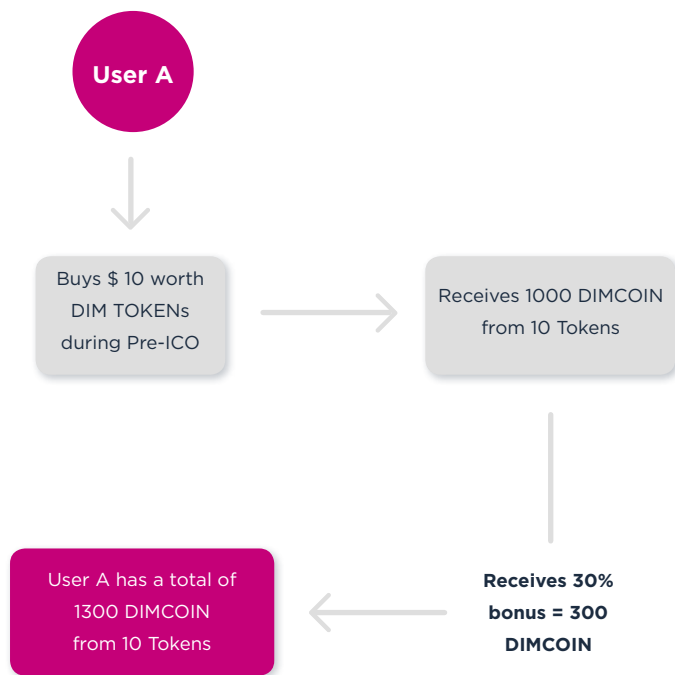 User A
Buys $ 10 worth
DIM TOKENs
during Pre-ICO
Receives 1000 DIMCOIN
from 10 Tokens
Receives 30%
bonus = 300
DIMCOIN
User A has a total of
1300 DIMCOIN
from 10 Tokens